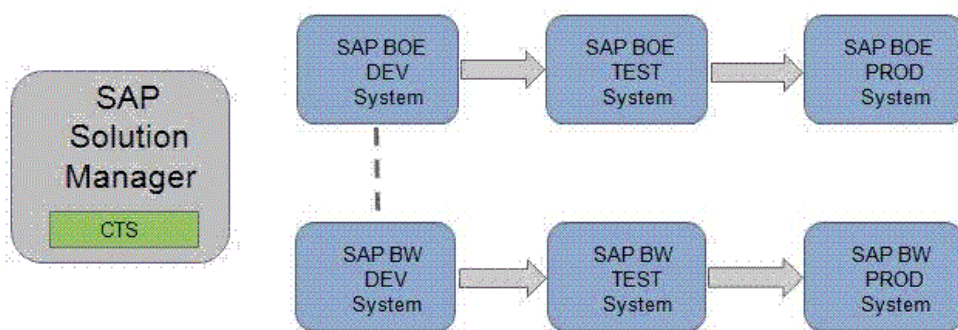 SAP
Solution
Manager
CTS
SAP BOE
DEV
System
SAP BOE
TEST
System
SAP BOE
PROD
System
SAP BW
DEV
System
SAP BW
TEST
System
SAP BW
PROD
System